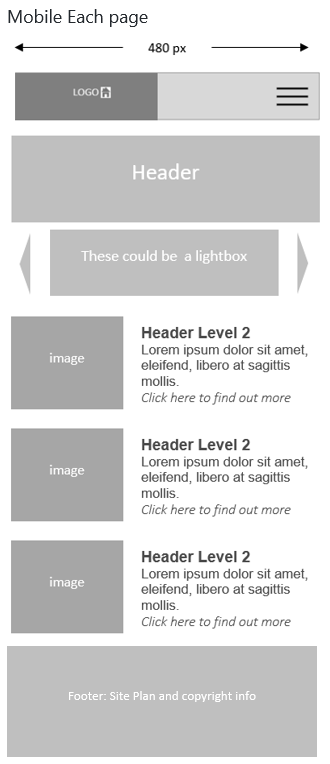 Mobile Each page
480 px
LOGO
Header
These could be a lightbox
image
Header Level 2
Lorem ipsum dolor sit amet,
eleifend, libero at sagittis
mollis.
Click here to find out more
image
Header Level 2
Lorem ipsum dolor sit amet,
eleifend, libero at sagittis
mollis.
Click here to find out more
image
Header Level 2
Lorem ipsum dolor sit amet,
eleifend, libero at sagittis
mollis.
Click here to find out more
Footer: Site Plan and copyright info